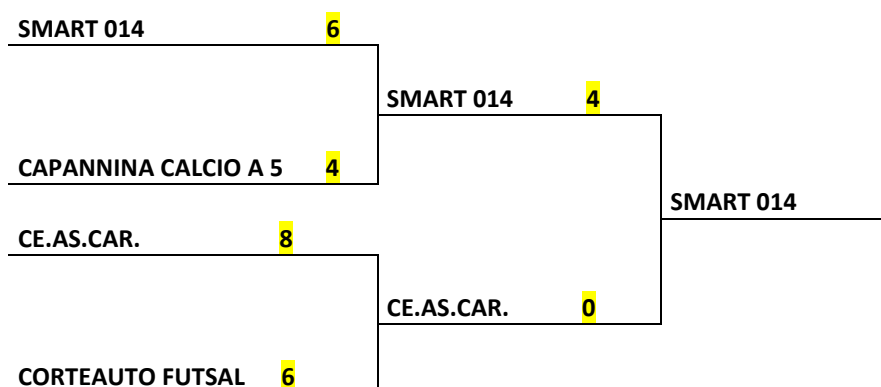 SMART 014 6
SMART 014 4
CAPANNINA CALCIO A 5 4
SMART 014
CE.AS.CAR. 8
CE.AS.CAR. 0
CORTEAUTO FUTSAL 6